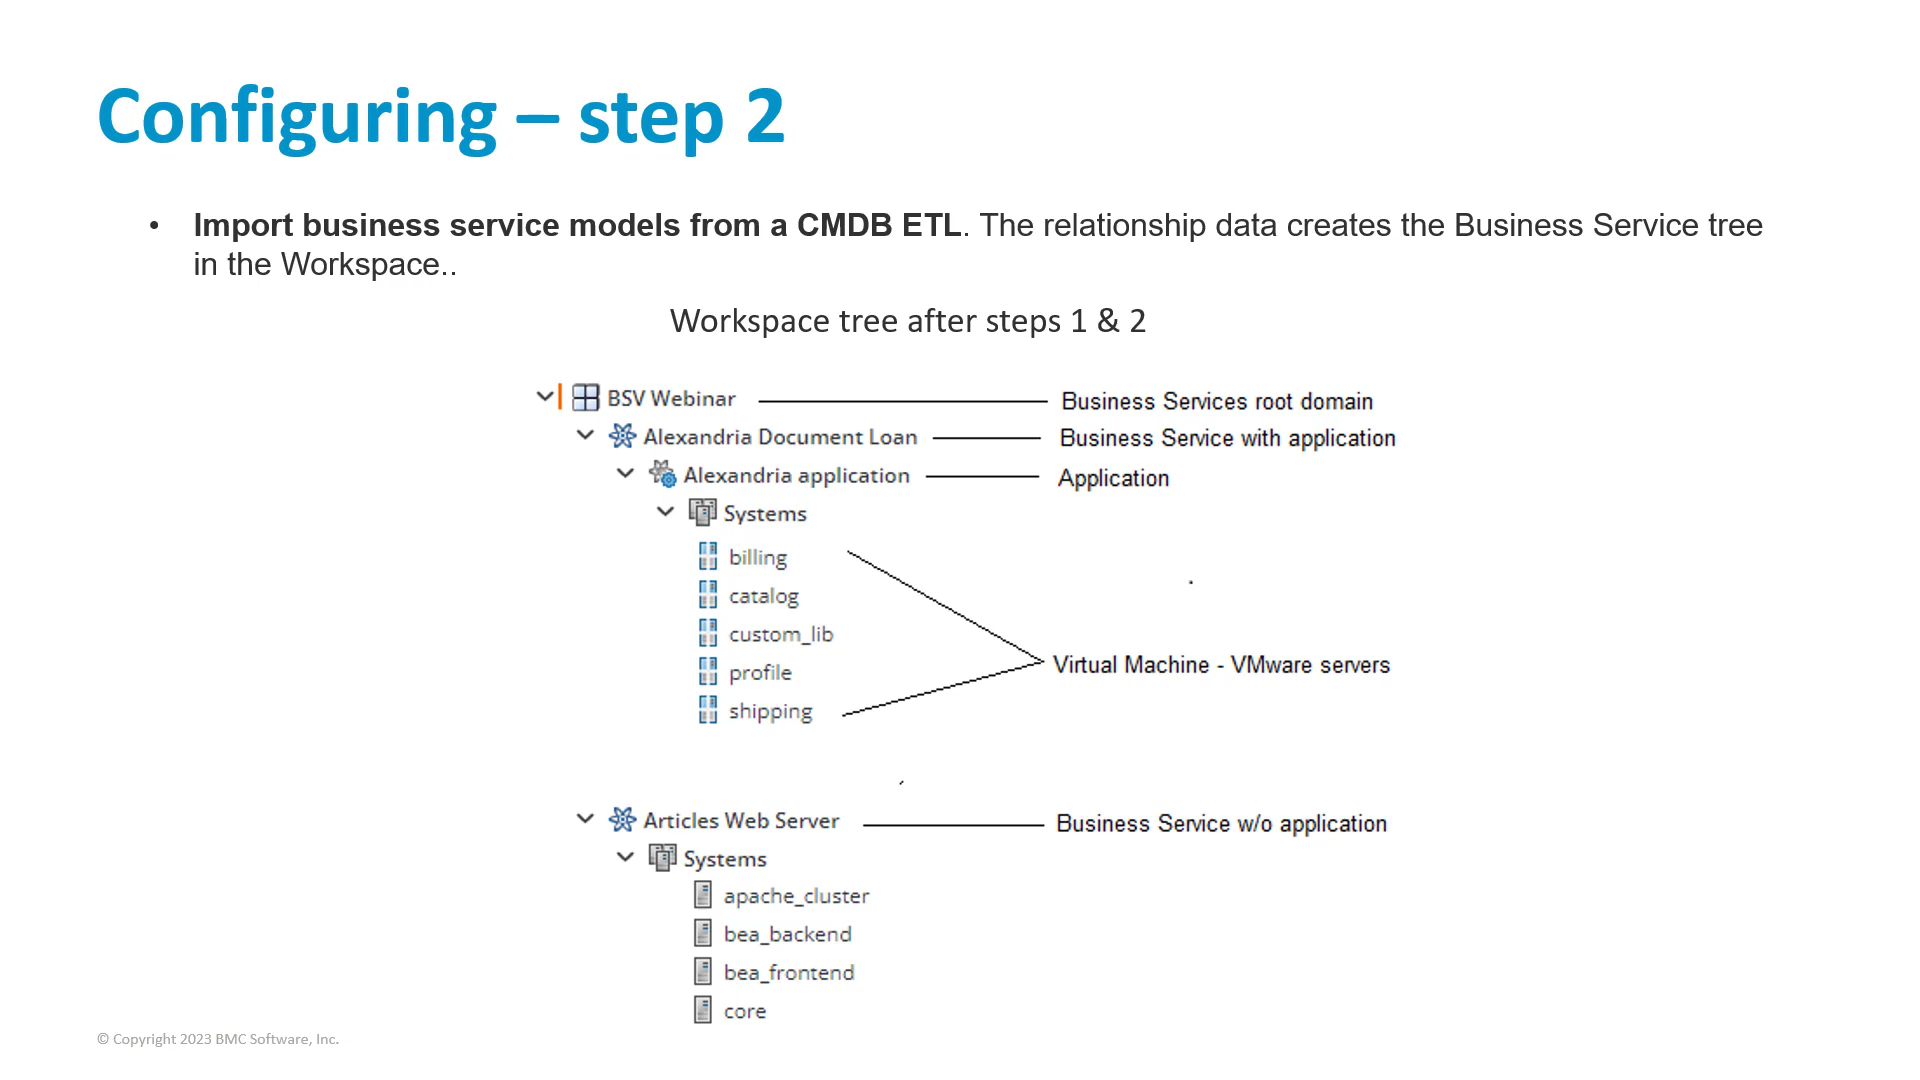 Configuring – step 2
• Import business service models from a CMDB ETL. The relationship data creates the Business Service tree
in the Workspace..
Workspace tree after steps 1 & 2
BSV Webinar
Business Services root domain
Alexandria Document Loan
Business Service with application
Alexandria application
Application
Systems
billing
catalog
custom_lib
profile
Virtual Machine - VMware servers
shipping
Articles Web Server
Business Service w/o application
Systems
apache_cluster
bea_backend
bea_frontend
core
© Copyright 2023 BMC Software, Inc.